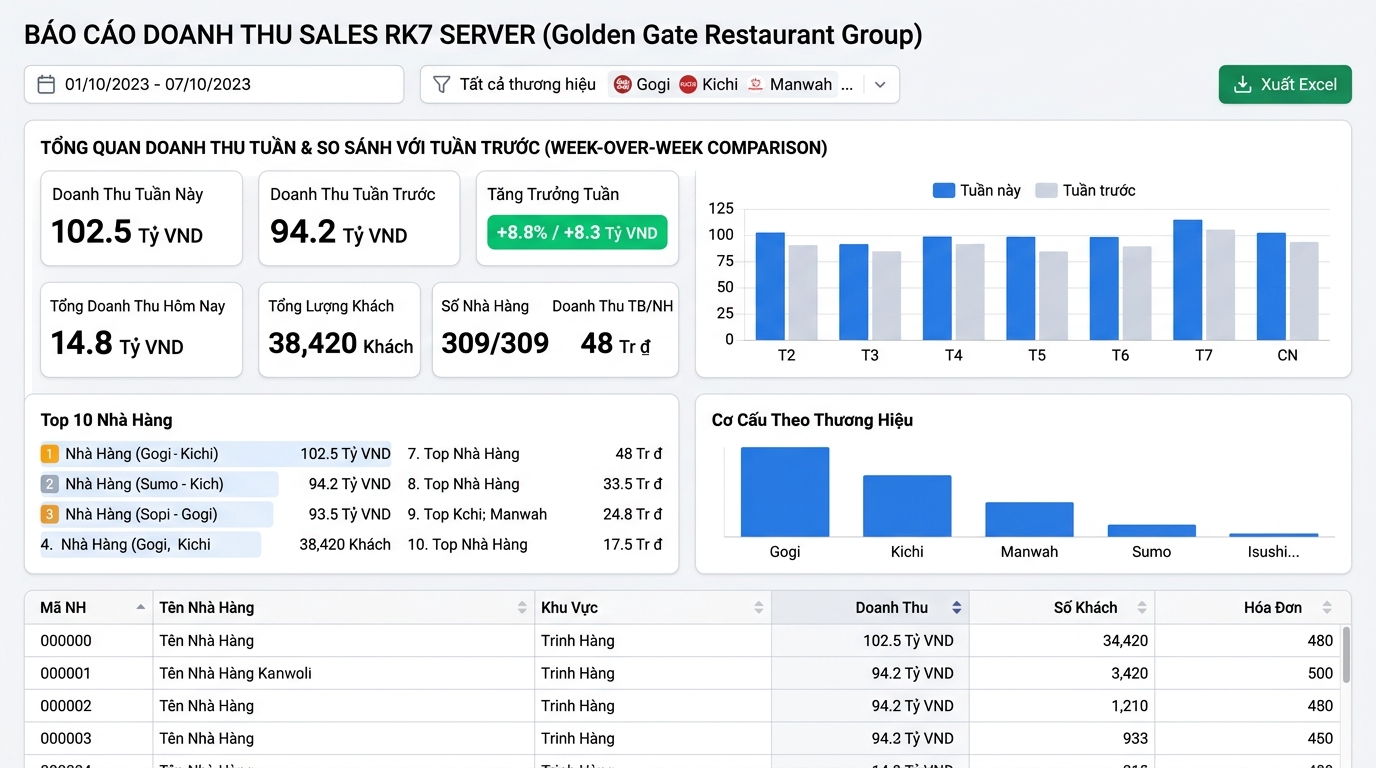 BÁO CÁO DOANH THU SALES RK7 SERVER (Golden Gate Restaurant Group)
01/10/2023 - 07/10/2023
Tất cả thương hiệu Gogi Kichi Manwah ...
Xuất Excel
TỔNG QUAN DOANH THU TUẦN & SO SÁNH VỚI TUẦN TRƯỚC (WEEK-OVER-WEEK COMPARISON)
Doanh Thu Tuần Này
102.5 Tỷ VND
Doanh Thu Tuần Trước
94.2 Tỷ VND
Tăng Trưởng Tuần
+8.8% / +8.3 Tỷ VND
Tổng Doanh Thu Hôm Nay
14.8 Tỷ VND
Tổng Lượng Khách
38,420 Khách
Số Nhà Hàng Doanh Thu TB/NH
309/309 48 Tr ₫
Tuần này Tuần trước
125
100
75
50
25
0
T2 T3 T4 T5 T6 T7 CN
Top 10 Nhà Hàng
1 Nhà Hàng (Gogi - Kichi) 102.5 Tỷ VND
2 Nhà Hàng (Sumo - Kich) 94.2 Tỷ VND
3 Nhà Hàng (Sopi - Gogi) 93.5 Tỷ VND
4. Nhà Hàng (Gogi, Kichi 38,420 Khách
7. Top Nhà Hàng 48 Tr đ
8. Top Nhà Hàng 33.5 Tr đ
9. Top Kchi; Manwah 24.8 Tr đ
10. Top Nhà Hàng 17.5 Tr đ
Cơ Cấu Theo Thương Hiệu
Gogi Kichi Manwah Sumo Isushi...
Mã NH Tên Nhà Hàng Khu Vực Doanh Thu Số Khách Hóa Đơn
000000 Tên Nhà Hàng Trinh Hàng 102.5 Tỷ VND 34,420 480
000001 Tên Nhà Hàng Kanwoli Trinh Hàng 94.2 Tỷ VND 3,420 500
000002 Tên Nhà Hàng Trinh Hàng 94.2 Tỷ VND 1,210 480
000003 Tên Nhà Hàng Trinh Hàng 94.2 Tỷ VND 933 450